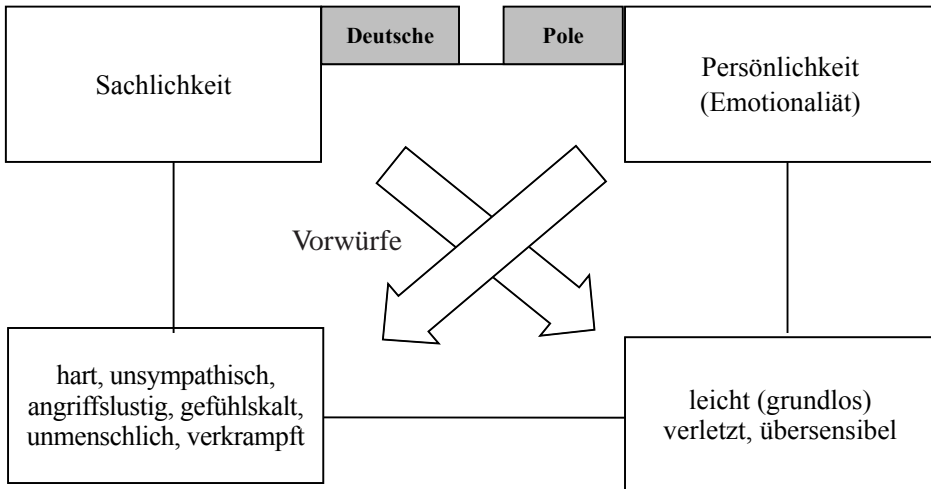 Deutsche
Pole
Sachlichkeit
Persönlichkeit
(Emotionaliät)
Vorwürfe
hart, unsympathisch,
angriffslustig, gefühlskalt,
unmenschlich, verkrampft
leicht (grundlos)
verletzt, übersensibel